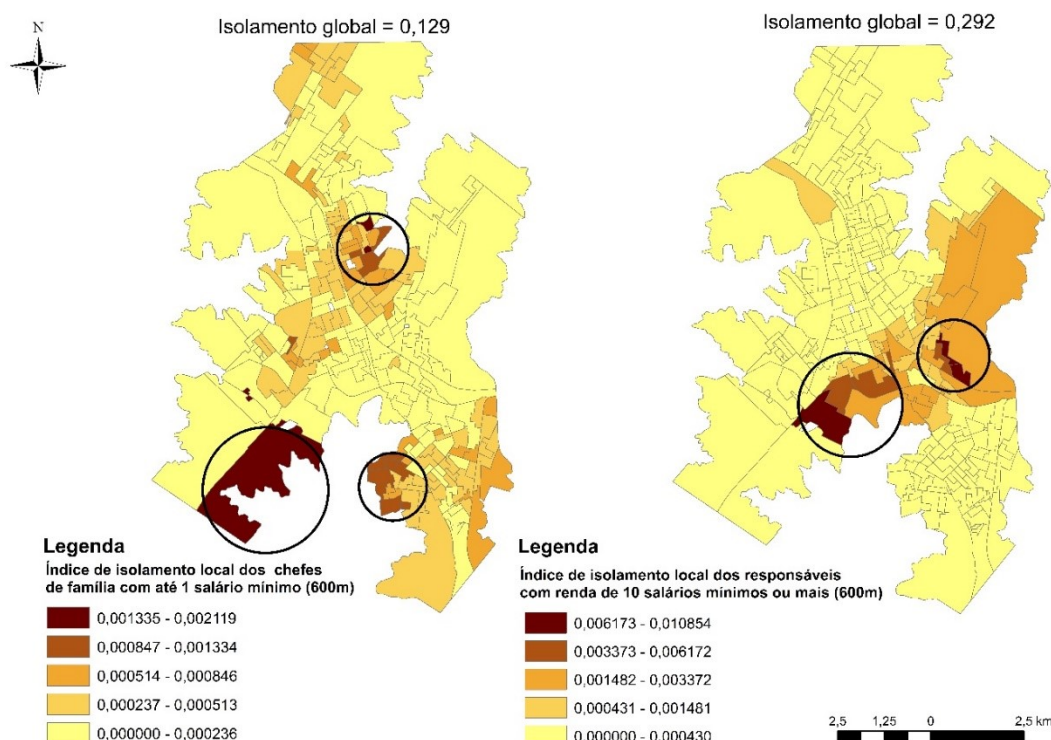 Isolamento global = 0,129
Isolamento global = 0,292
N
Legenda
Índice de isolamento local dos chefes
de família com até 1 salário mínimo (600m)
0,001335 - 0,002119
0,000847 - 0,001334
0,000514 - 0,000846
0,000237 - 0,000513
0,000000 - 0,000236
Legenda
Índice de isolamento local dos responsáveis
com renda de 10 salários mínimos ou mais (600m)
0,006173 - 0,010854
0,003373 - 0,006172
0,001482 - 0,003372
0,000431 - 0,001481
0,000000 - 0,000430
2,5 1,25 0 2,5 km